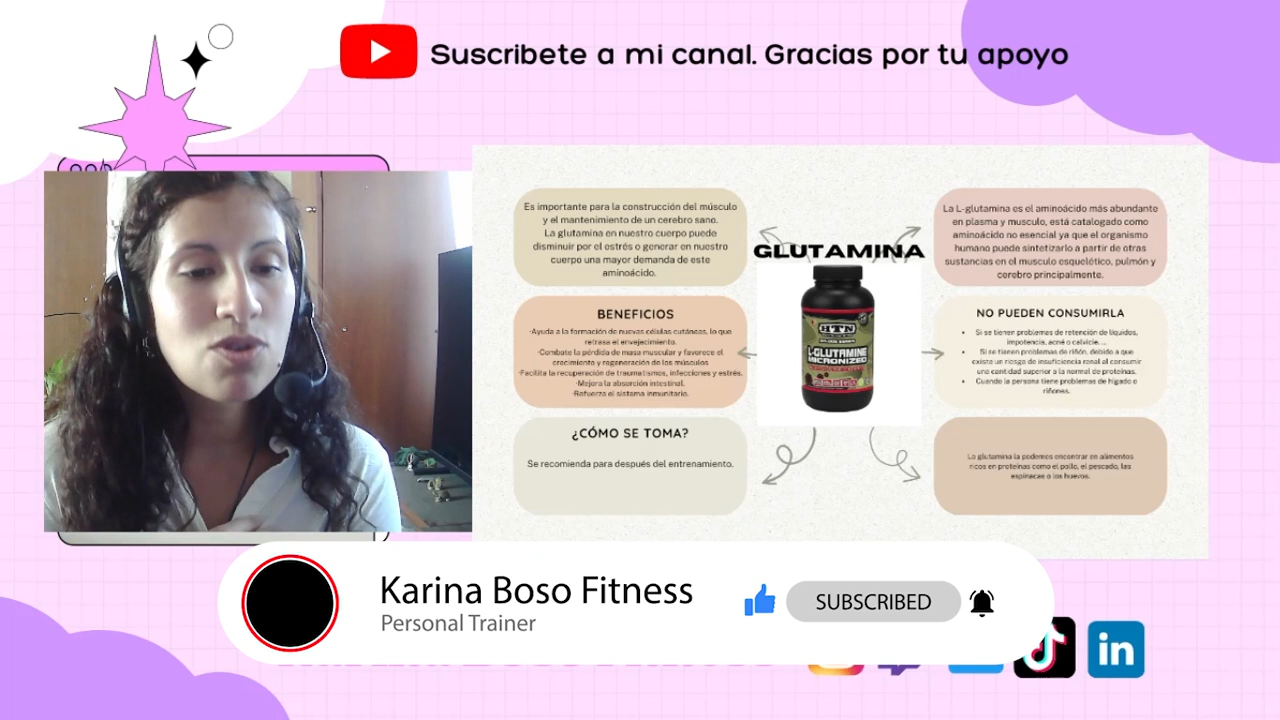 Suscribete a mi canal. Gracias por tu apoyo
Es importante para la construcción del músculo
y el mantenimiento de un cerebro sano.
La glutamina en nuestro cuerpo puede
disminuir por el estrés o generar en nuestro
cuerpo una mayor demanda de este
aminoácido.
BENEFICIOS
·Ayuda a la formación de nuevas células cutáneas, lo que
retrasa el envejecimiento.
·Combate la pérdida de masa muscular y favorece el
crecimiento y regeneración de los músculos
·Facilita la recuperación de traumatismos, infecciones y estrés.
·Mejora la absorción intestinal.
·Refuerza el sistema inmunitario.
¿CÓMO SE TOMA?
Se recomienda para después del entrenamiento.
GLUTAMINA
HTN
L-GLUTAMINE
MICRONIZED
La L-glutamina es el aminoácido más abundante
en plasma y musculo, está catalogado como
aminoácido no esencial ya que el organismo
humano puede sintetizarlo a partir de otras
sustancias en el musculo esquelético, pulmón y
cerebro principalmente.
NO PUEDEN CONSUMIRLA
• Si se tienen problemas de retención de líquidos,
impotencia, acné o calvicie, ...
• Si se tienen problemas de riñón, debido a que
existe un riesgo de insuficiencia renal al consumir
una cantidad superior a la normal de proteínas.
• Cuando la persona tiene problemas de hígado o
riñones.
La glutamina la podemos encontrar en alimentos
ricos en proteínas como el pollo, el pescado, las
espinacas o los huevos.
Karina Boso Fitness
Personal Trainer
SUBSCRIBED
in